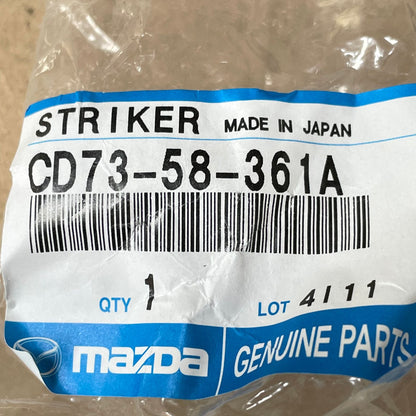 STRIKER MADE IN JAPAN
CD73-58-361A
QTY 1 LOT 4111
mazda GENUINE PARTS